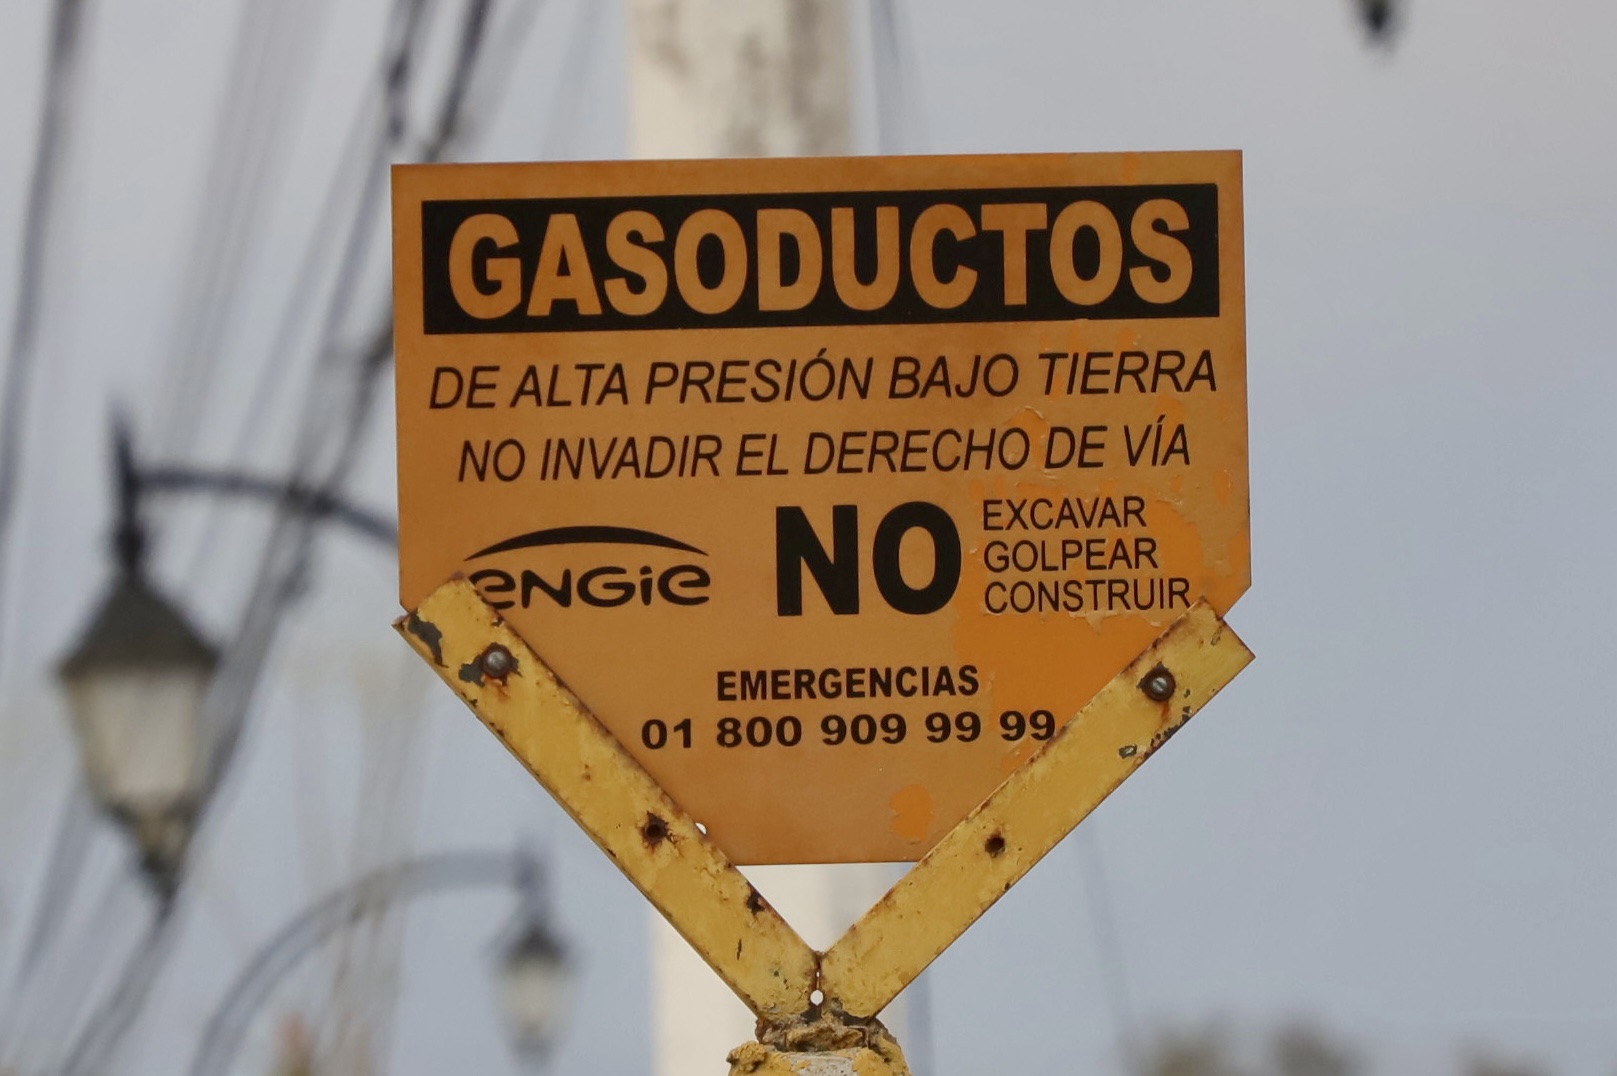 GASODUCTOS
DE ALTA PRESIÓN BAJO TIERRA
NO INVADIR EL DERECHO DE VÍA
ENGIE
NO
EXCAVAR
GOLPEAR
CONSTRUIR
EMERGENCIAS
01 800 909 99 99